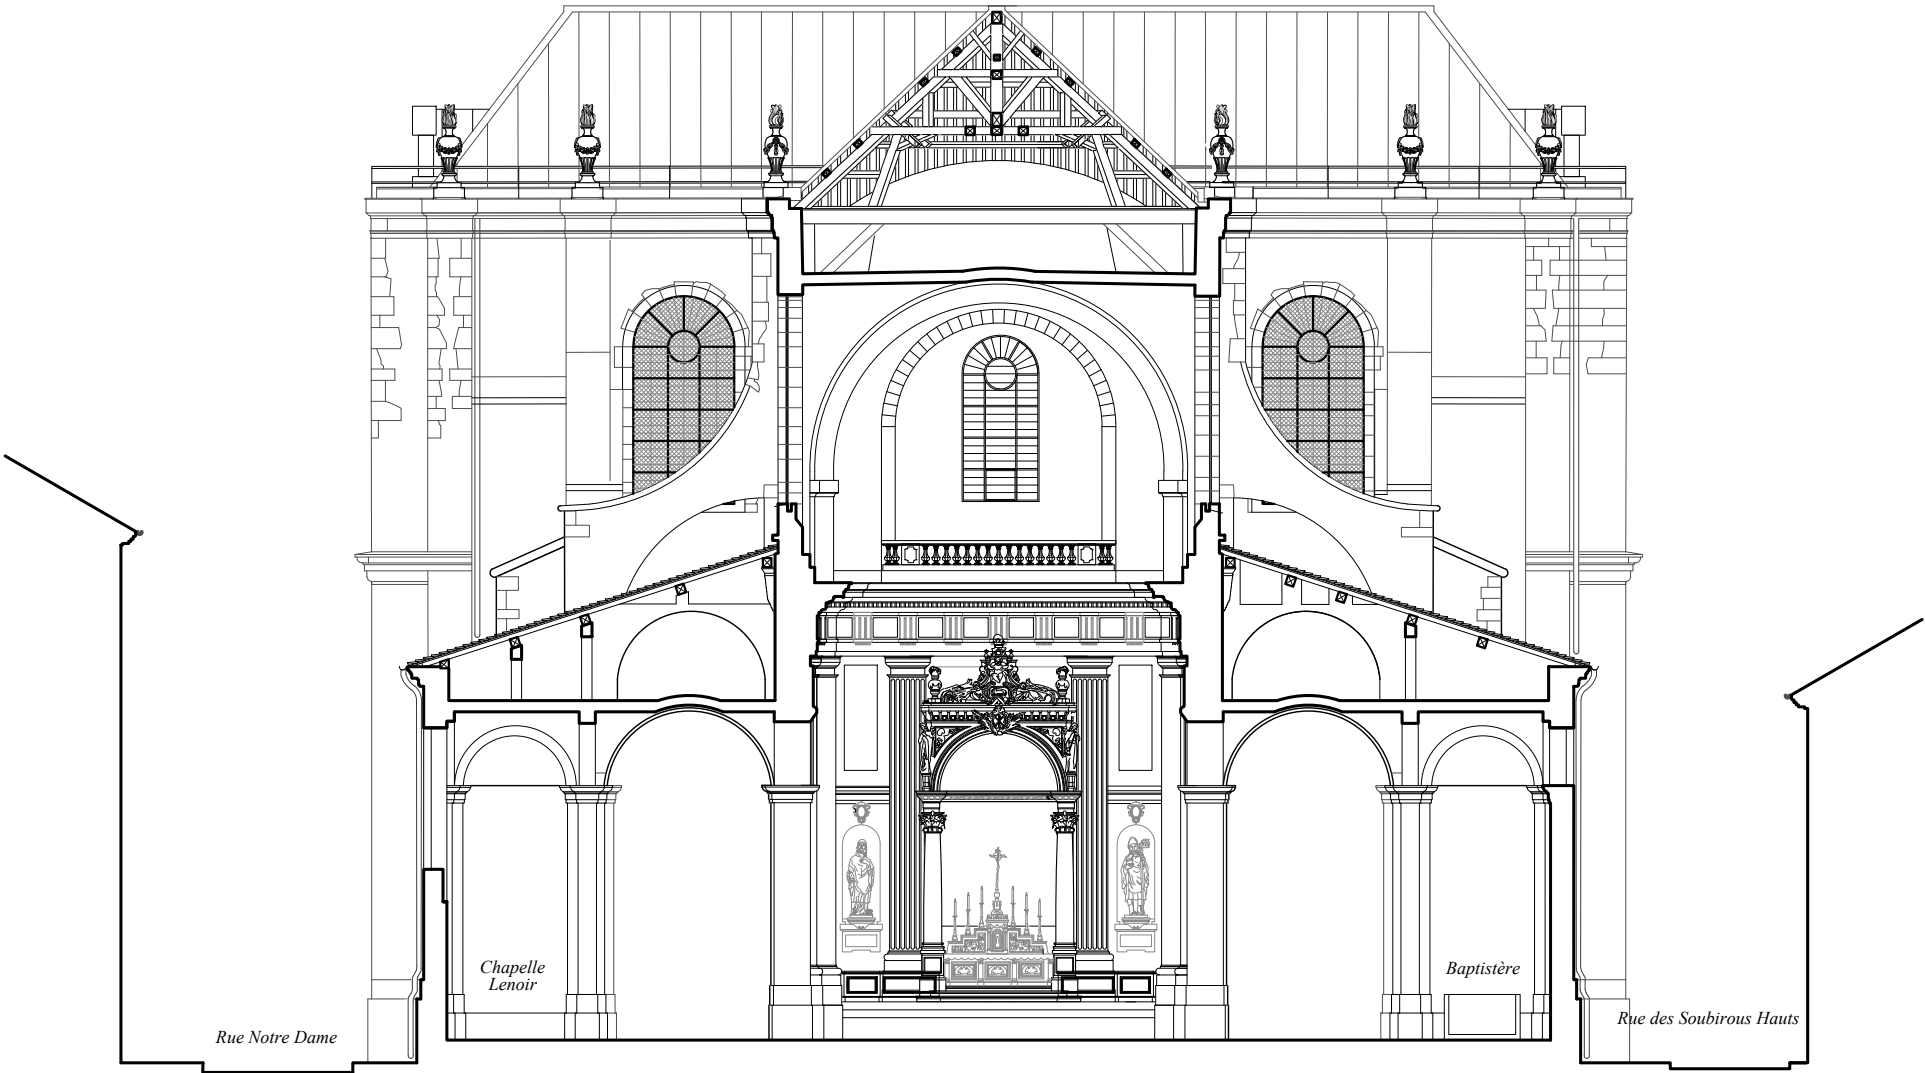 Chapelle
Lenoir
Baptistère
Rue Notre Dame
Rue des Soubirous Hauts